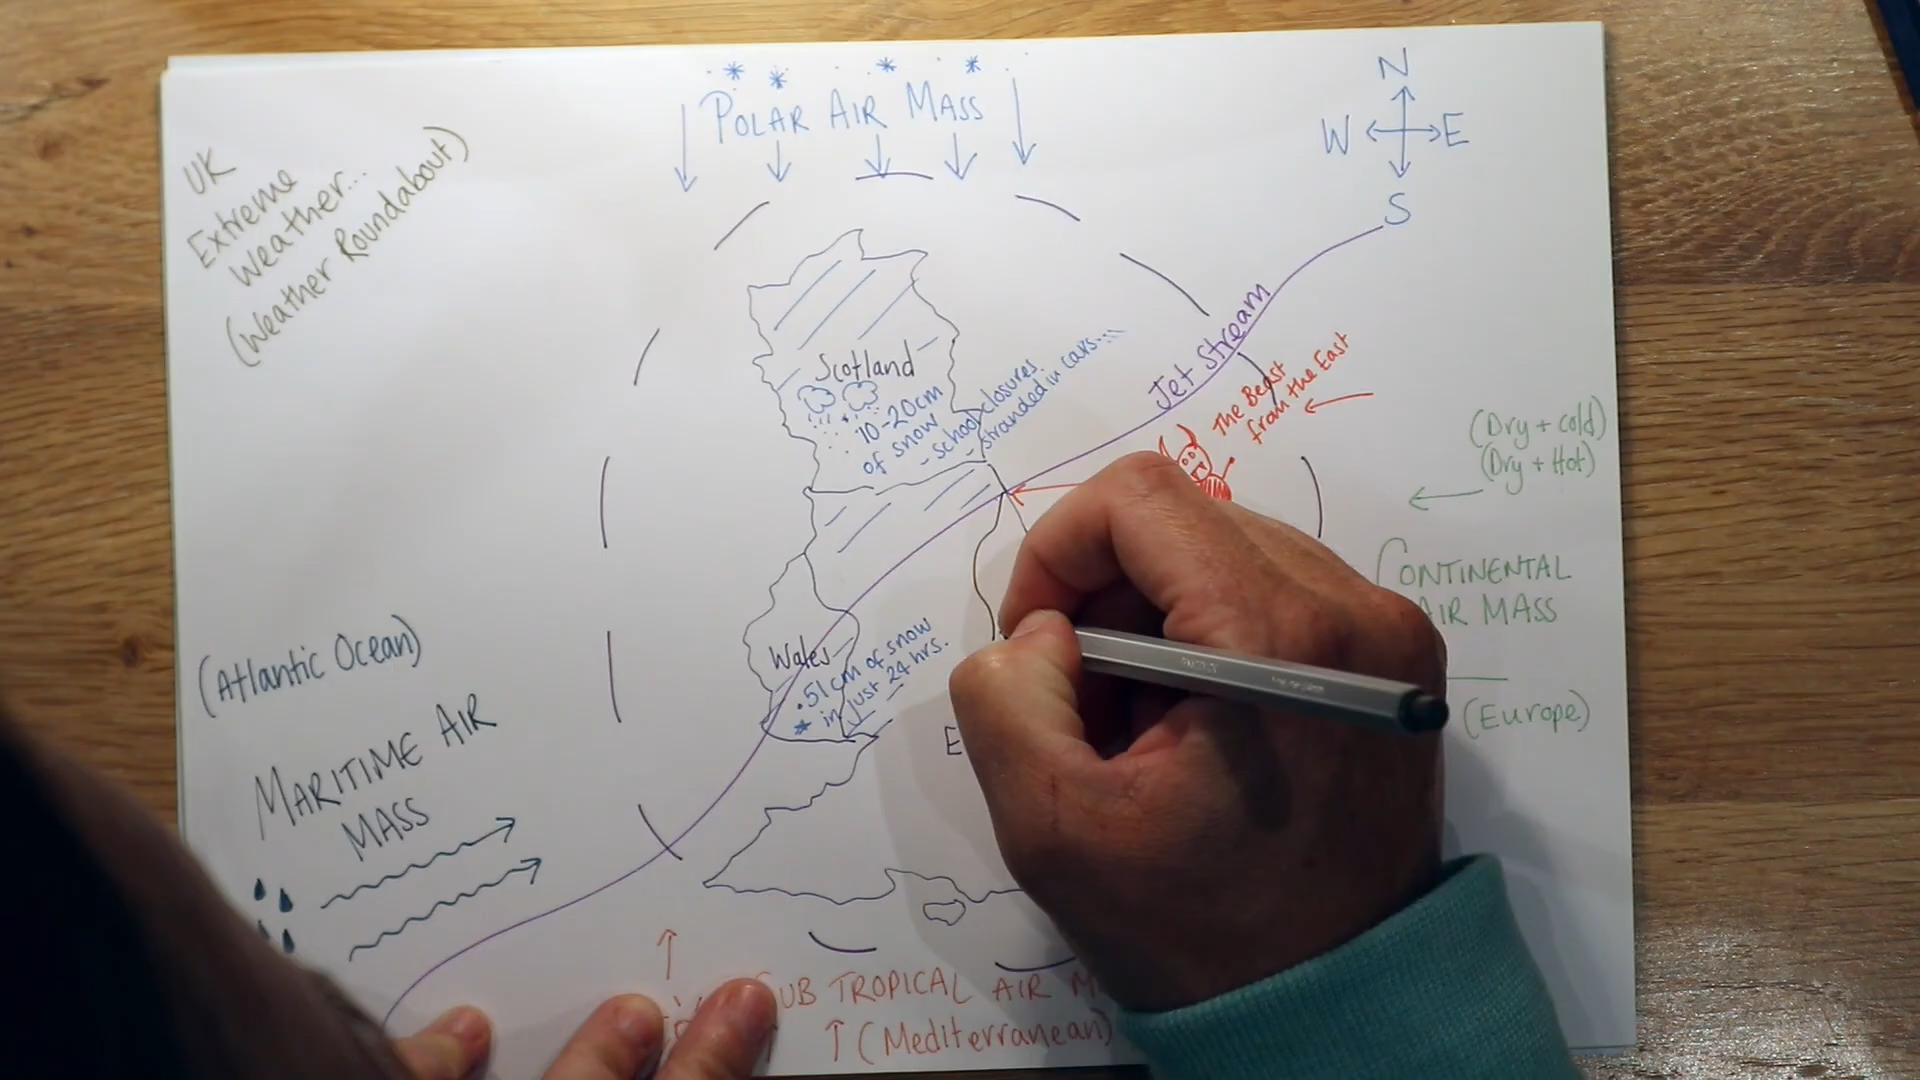 POLAR AIR MASS
N
W E
S
UK
Extreme
Weather...
(Weather Roundabout)
Jet Stream
The Beast
from the East
Scotland
10-20cm
of snow
- school closures
- stranded in cars...
(Dry + cold)
(Dry + Hot)
CONTINENTAL
AIR MASS
(Europe)
Wales
51cm of snow
in just 24 hrs.
E
(Atlantic Ocean)
MARITIME AIR
MASS
SUB TROPICAL AIR
(Mediterranean)